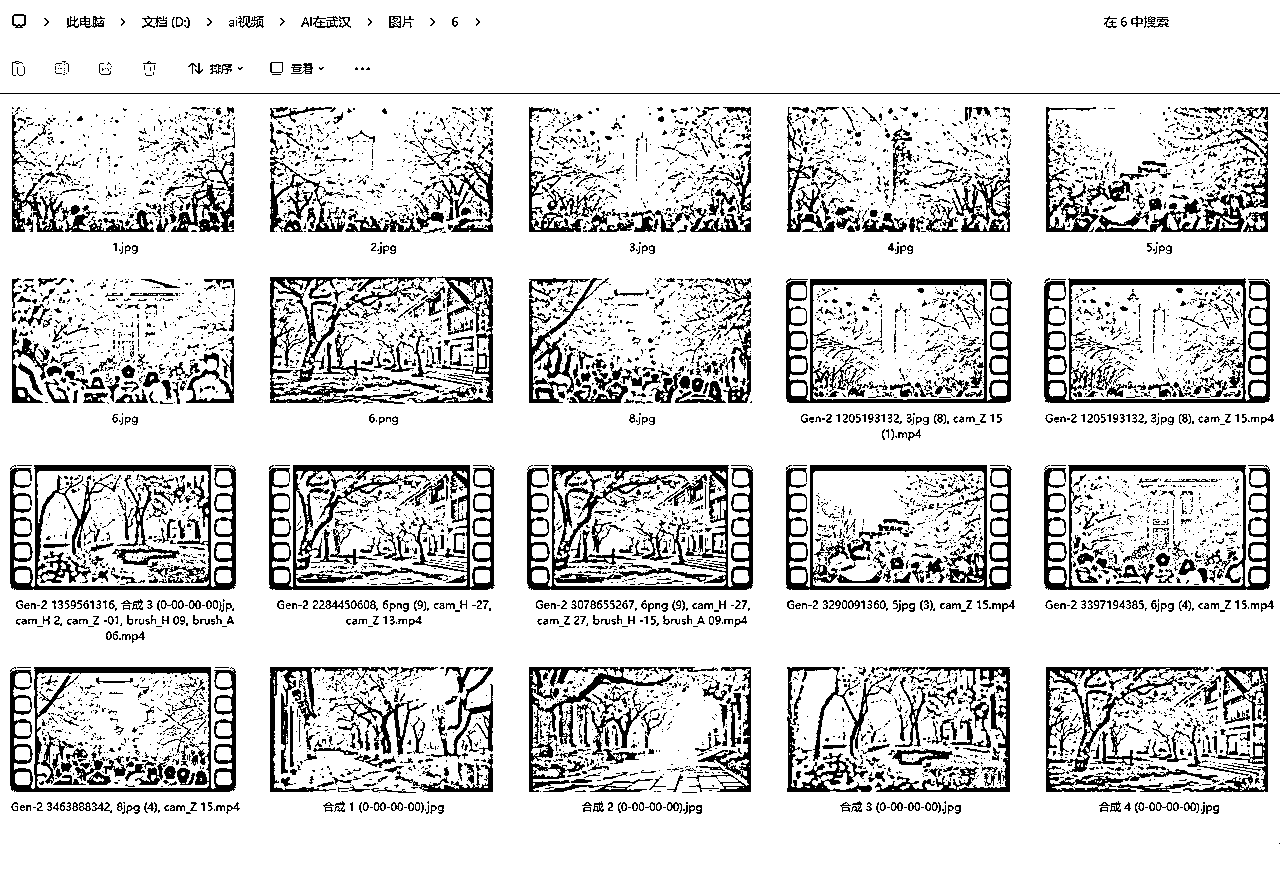 此电脑 文档 (D:) ai视频 AI在武汉 图片 6
在 6 中搜索
排序 查看 ...
1.jpg
2.jpg
3.jpg
4.jpg
5.jpg
6.jpg
6.png
8.jpg
Gen-2 1205193132, 3jpg (8), cam_Z 15
(1).mp4
Gen-2 1205193132, 3jpg (8), cam_Z 15.mp4
Gen-2 1359561316, 合成 3 (0-00-00-00)jp,
cam_H 2, cam_Z -01, brush_H 09, brush_A
06.mp4
Gen-2 2284450608, 6png (9), cam_H -27,
cam_Z 13.mp4
Gen-2 3078655267, 6png (9), cam_H -27,
cam_Z 27, brush_H -15, brush_A 09.mp4
Gen-2 3290091360, 5jpg (3), cam_Z 15.mp4
Gen-2 3397194385, 6jpg (4), cam_Z 15.mp4
Gen-2 3463888342, 8jpg (4), cam_Z 15.mp4
合成 1 (0-00-00-00).jpg
合成 2 (0-00-00-00).jpg
合成 3 (0-00-00-00).jpg
合成 4 (0-00-00-00).jpg